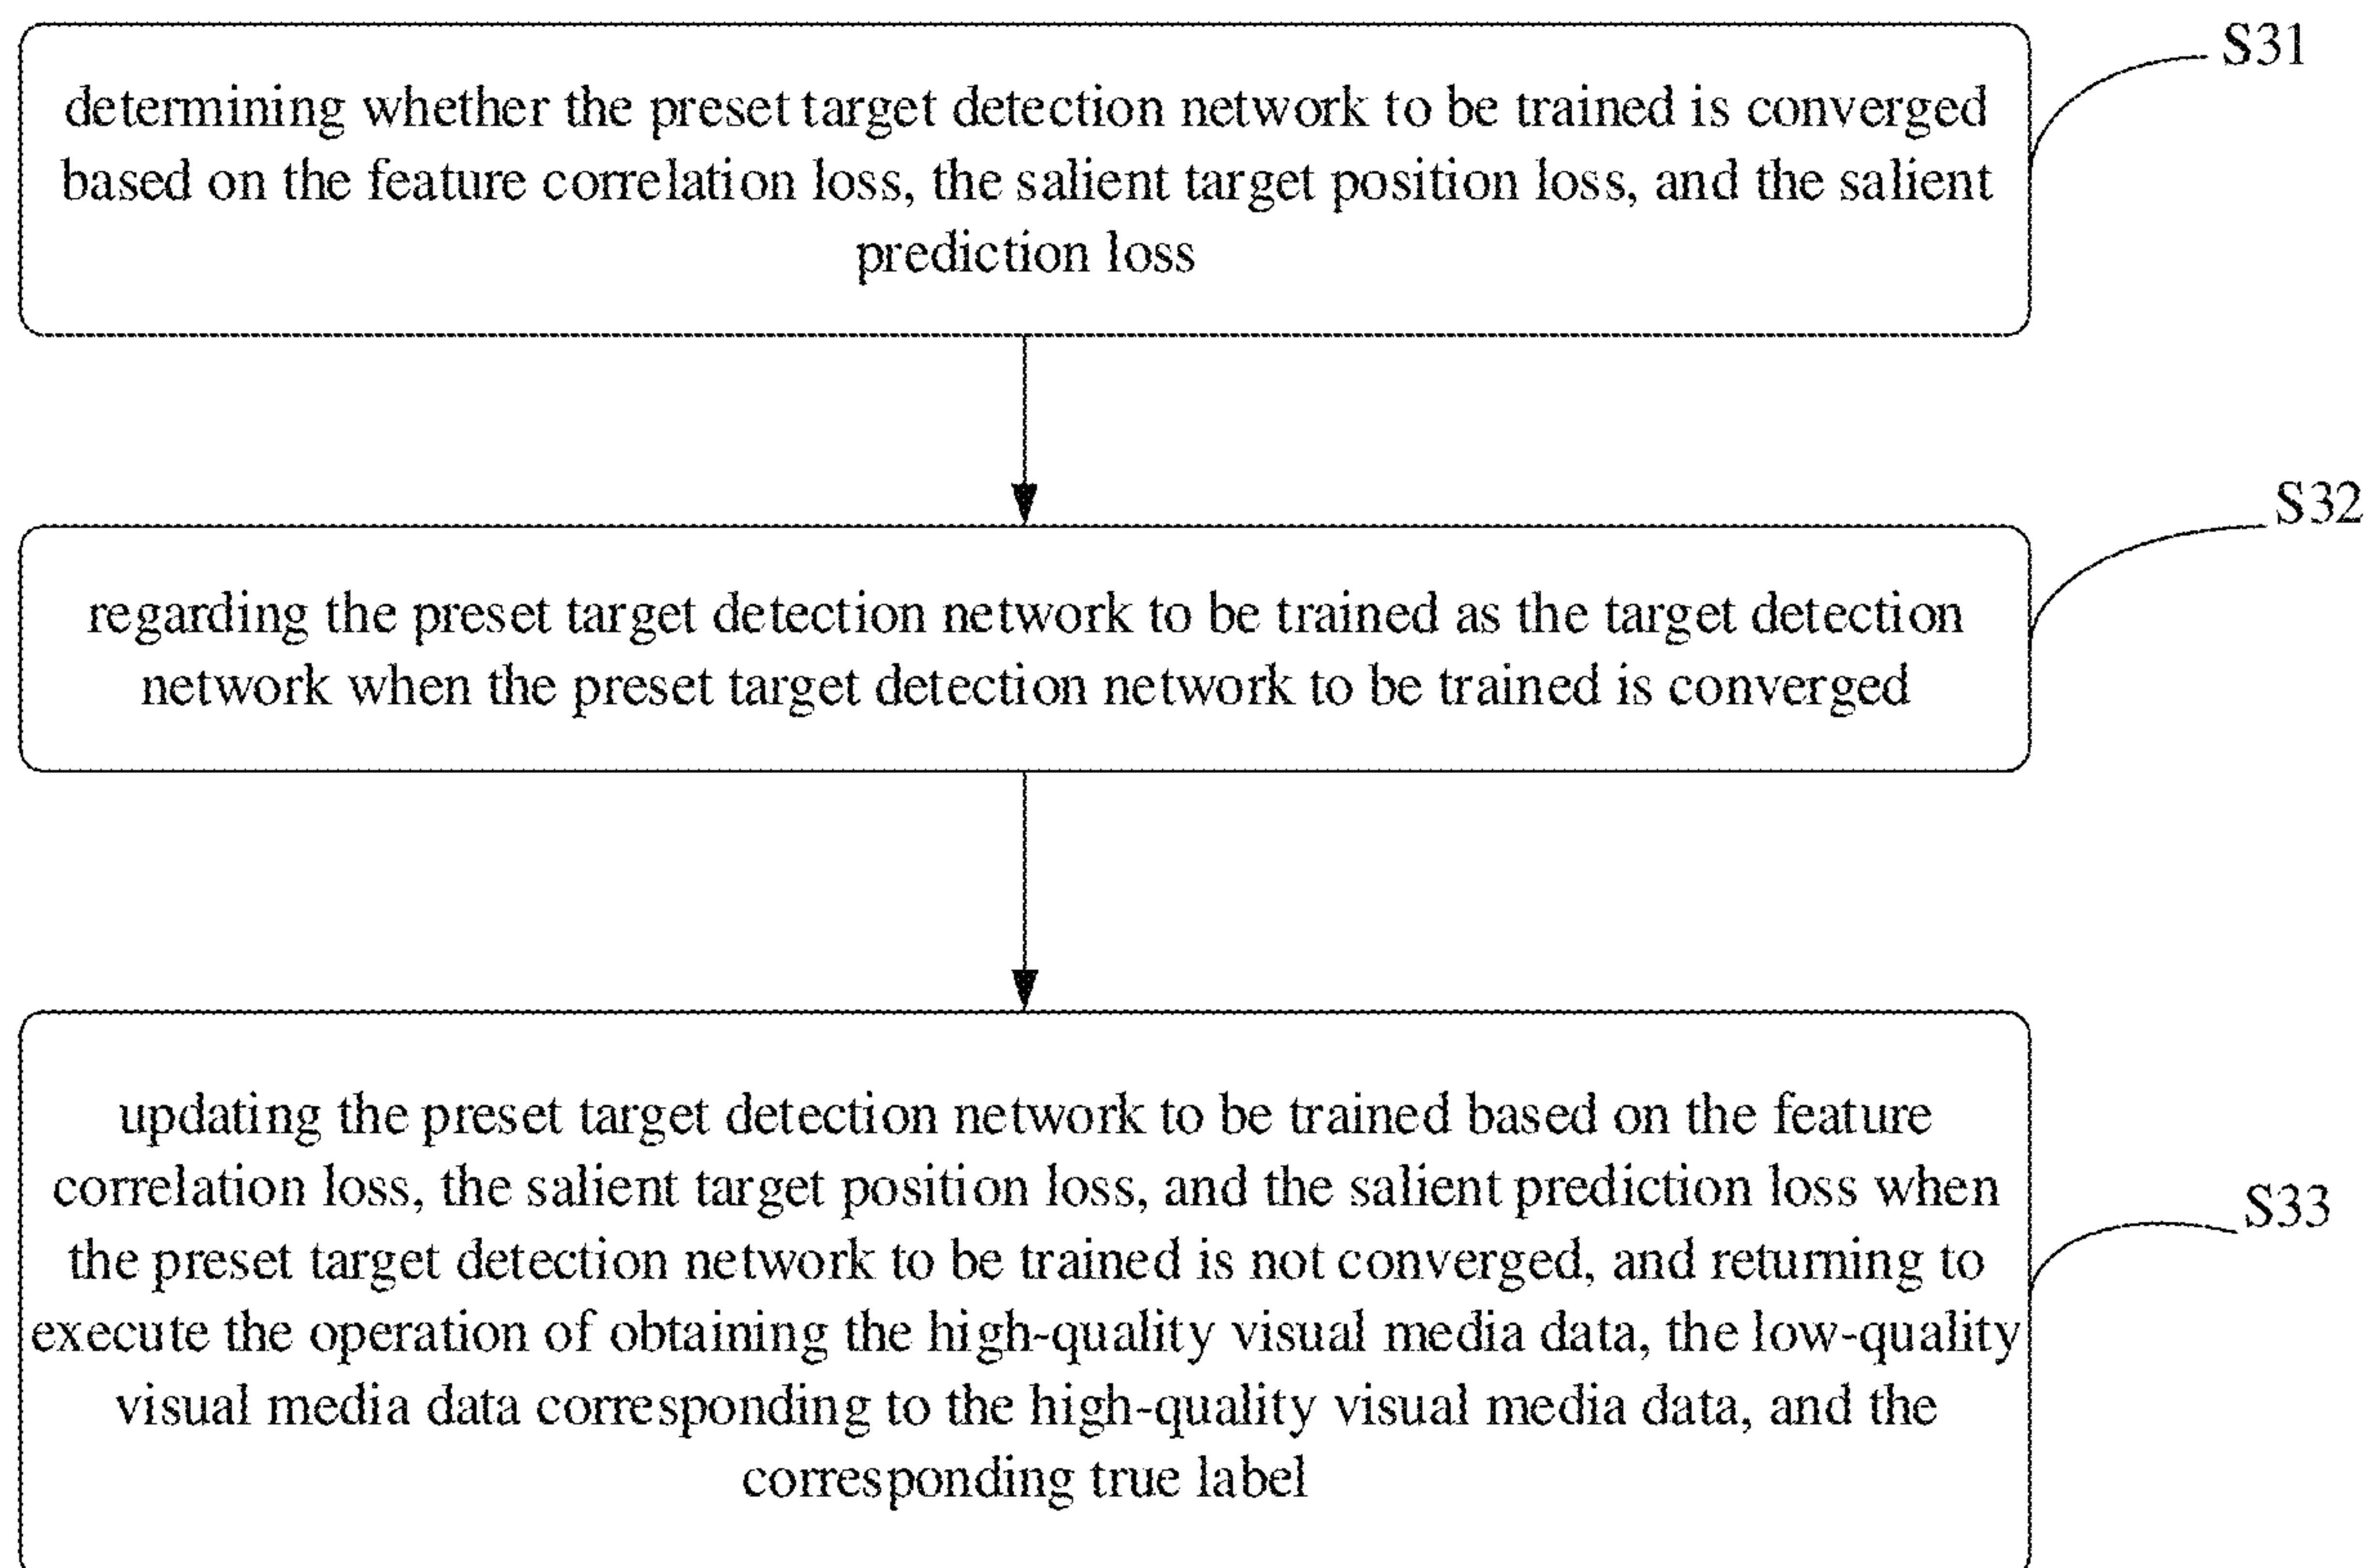 S31
determining whether the preset target detection network to be trained is converged
based on the feature correlation loss, the salient target position loss, and the salient
prediction loss
S32
regarding the preset target detection network to be trained as the target detection
network when the preset target detection network to be trained is converged
updating the preset target detection network to be trained based on the feature
correlation loss, the salient target position loss, and the salient prediction loss when
S33
the preset target detection network to be trained is not converged, and returning to
execute the operation of obtaining the high-quality visual media data, the low-quality
visual media data corresponding to the high-quality visual media data, and the
corresponding true label